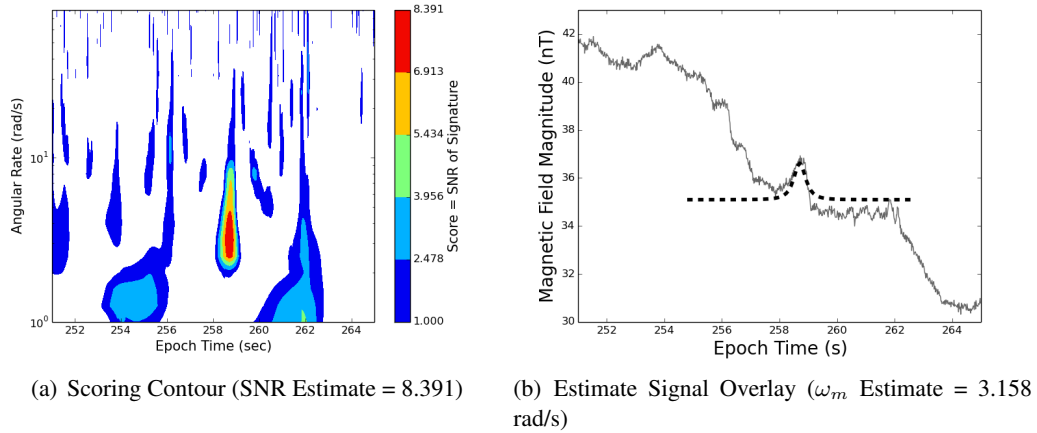 8.391
6.913
5.434
3.956
2.478
1.000
Score = SNR of Signature
Angular Rate (rad/s)
10¹
10⁰
252 254 256 258 260 262 264
Epoch Time (sec)
Magnetic Field Magnitude (nT)
42
40
38
36
34
32
30
252 254 256 258 260 262 264
Epoch Time (s)
(a) Scoring Contour (SNR Estimate = 8.391)
(b) Estimate Signal Overlay (ωₘ Estimate = 3.158
rad/s)